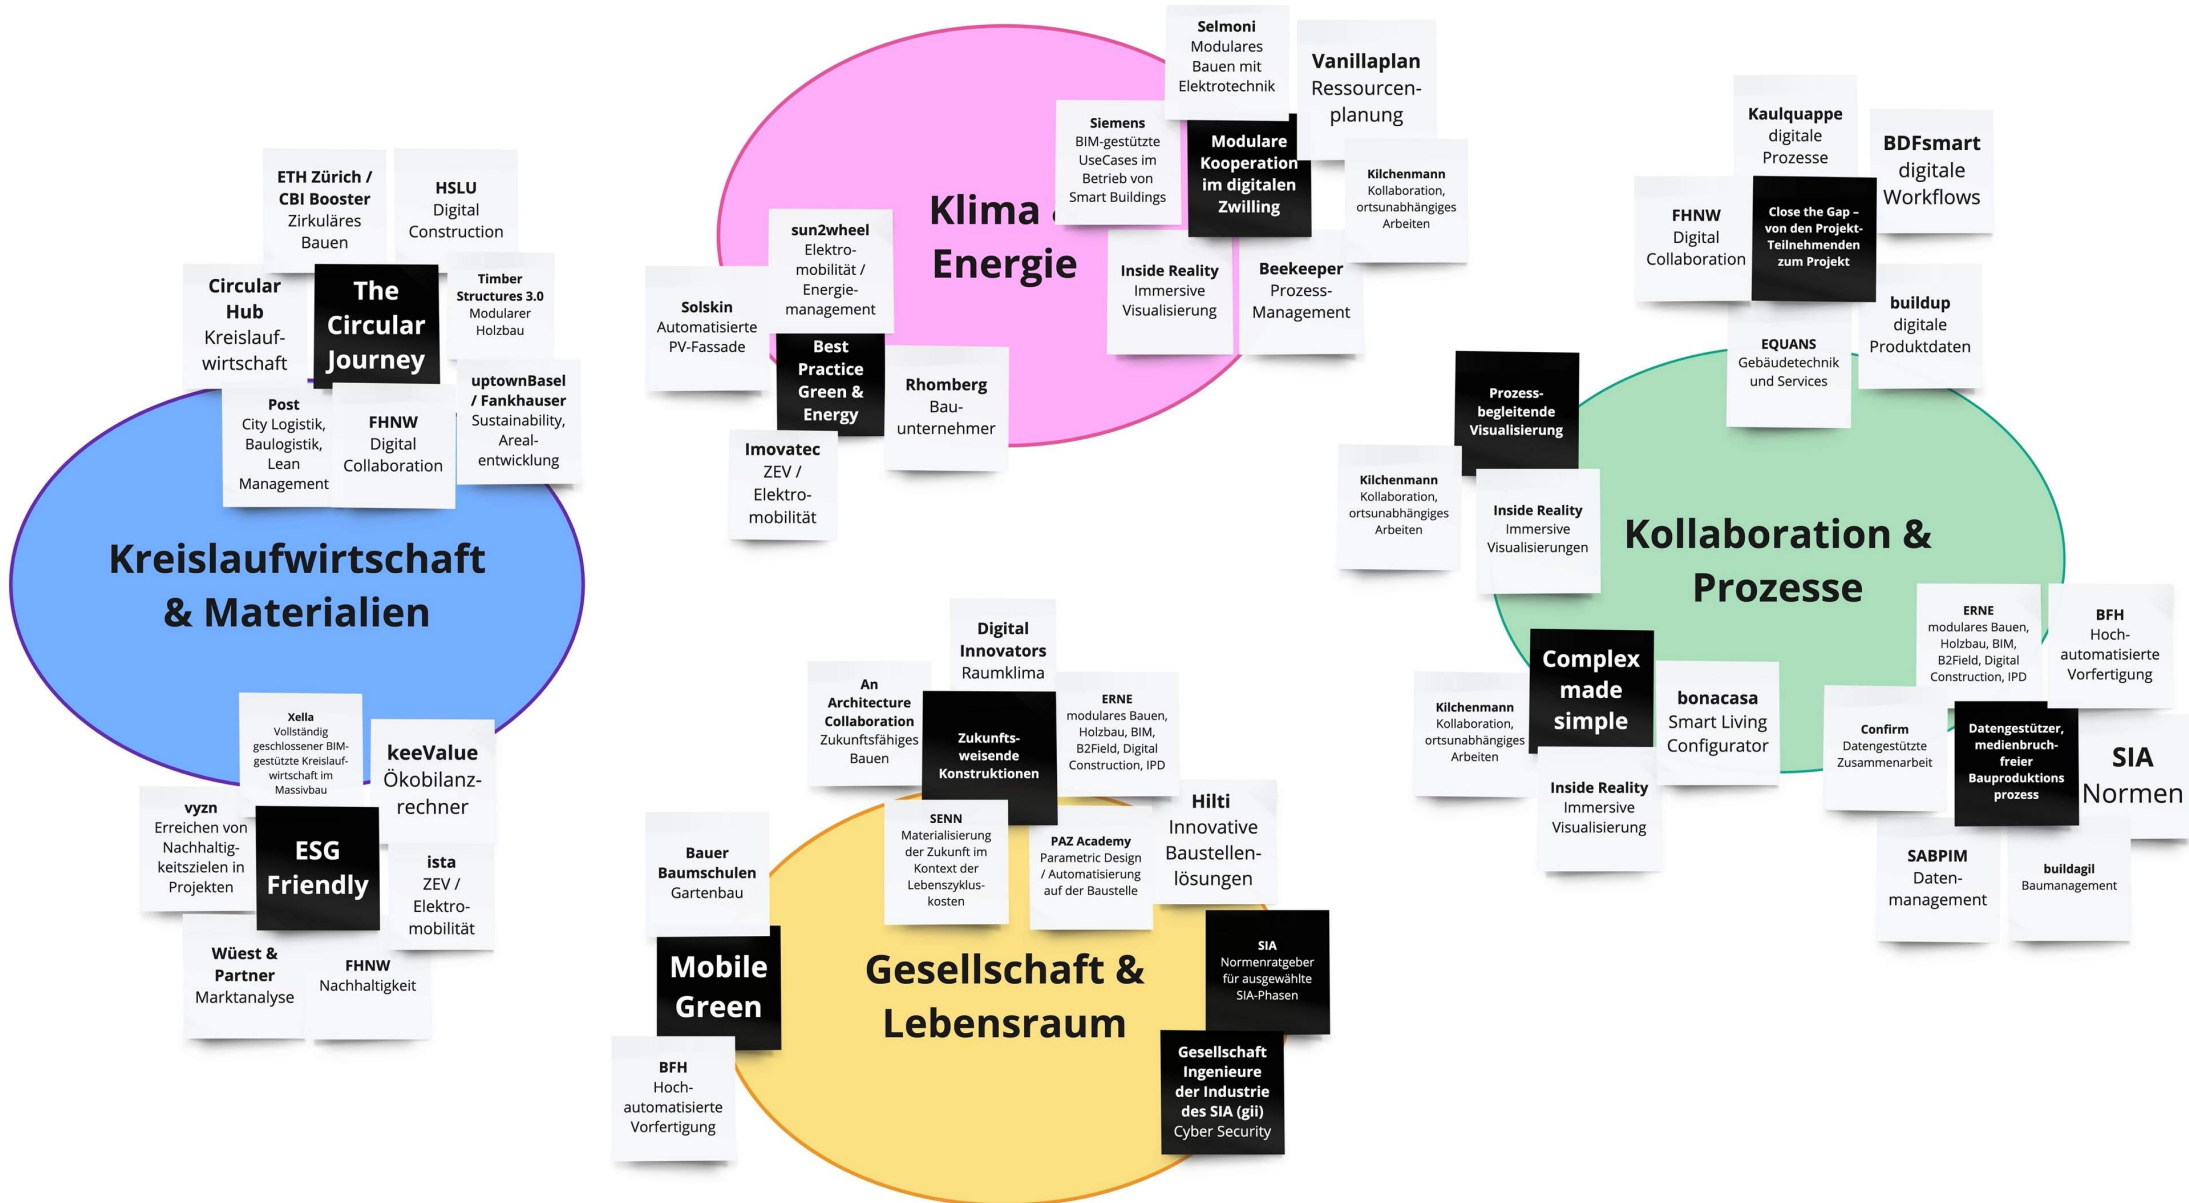 ETH Zürich /
CBI Booster
Zirkuläres
Bauen
HSLU
Digital
Construction
Circular
Hub
Kreislauf-
wirtschaft
The
Circular
Journey
Timber
Structures 3.0
Modularer
Holzbau
Post
City Logistik,
Baulogistik,
Lean
Management
FHNW
Digital
Collaboration
uptownBasel
/ Fankhauser
Sustainability,
Areal-
entwicklung
Kreislaufwirtschaft
& Materialien
Xella
Vollständig
geschlossener BIM-
gestützte Kreislauf-
wirtschaft im
Massivbau
keeValue
Ökobilanz-
rechner
vyzn
Erreichen von
Nachhaltig-
keitszielen in
Projekten
ESG
Friendly
ista
ZEV /
Elektro-
mobilität
Wüest &
Partner
Marktanalyse
FHNW
Nachhaltigkeit
Selmoni
Modulares
Bauen mit
Elektrotechnik
Vanillaplan
Ressourcen-
planung
Siemens
BIM-gestützte
UseCases im
Betrieb von
Smart Buildings
Modulare
Kooperation
im digitalen
Zwilling
Kilchenmann
Kollaboration,
ortsunabhängiges
Arbeiten
Klima &
Energie
Inside Reality
Immersive
Visualisierung
Beekeeper
Prozess-
Management
sun2wheel
Elektro-
mobilität /
Energie-
management
Solskin
Automatisierte
PV-Fassade
Best
Practice
Green &
Energy
Rhomberg
Bau-
unternehmer
Imovatec
ZEV /
Elektro-
mobilität
Digital
Innovators
Raumklima
An
Architecture
Collaboration
Zukunftsfähiges
Bauen
Zukunfts-
weisende
Konstruktionen
ERNE
modulares Bauen,
Holzbau, BIM,
B2Field, Digital
Construction, IPD
SENN
Materialisierung
der Zukunft im
Kontext der
Lebenszyklus-
kosten
PAZ Academy
Parametric Design
/ Automatisierung
auf der Baustelle
Hilti
Innovative
Baustellen-
lösungen
Bauer
Baumschulen
Gartenbau
Mobile
Green
BFH
Hoch-
automatisierte
Vorfertigung
Gesellschaft &
Lebensraum
SIA
Normenratgeber
für ausgewählte
SIA-Phasen
Gesellschaft
Ingenieure
der Industrie
des SIA (gii)
Cyber Security
Kaulquappe
digitale
Prozesse
BDFsmart
digitale
Workflows
FHNW
Digital
Collaboration
Close the Gap –
von den Projekt-
Teilnehmenden
zum Projekt
buildup
digitale
Produktdaten
EQUANS
Gebäudetechnik
und Services
Prozess-
begleitende
Visualisierung
Kilchenmann
Kollaboration,
ortsunabhängiges
Arbeiten
Inside Reality
Immersive
Visualisierungen
Kollaboration &
Prozesse
Complex
made
simple
Kilchenmann
Kollaboration,
ortsunabhängiges
Arbeiten
bonacasa
Smart Living
Configurator
Inside Reality
Immersive
Visualisierung
ERNE
modulares Bauen,
Holzbau, BIM,
B2Field, Digital
Construction, IPD
BFH
Hoch-
automatisierte
Vorfertigung
Confirm
Datengestützte
Zusammenarbeit
Datengestützer,
medienbruch-
freier
Bauproduktions
prozess
SIA
Normen
SABPIM
Daten-
management
buildagil
Baumanagement